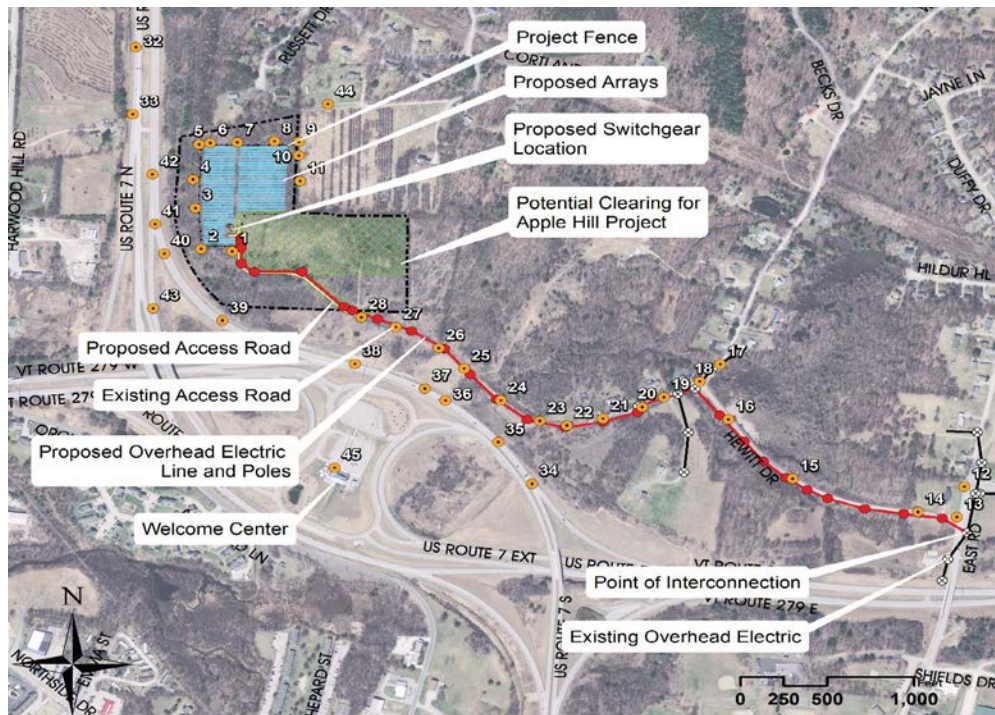 US R
32
33
RUSSETT DR
Project Fence
CORTLAND
BECKS DR
JAYNE LN
DUFFY DR
44
Proposed Arrays
Proposed Switchgear
Location
Potential Clearing for
Apple Hill Project
HARWOOD HILL RD
US ROUTE 7 N
5
6
7
8
9
10
11
42
4
3
41
2
1
40
43
39
HILDUR HL
28
27
26
25
24
23
22
21
20
19
18
17
16
15
14
13
12
Proposed Access Road
38
VT ROUTE 279 W
Existing Access Road
37
36
35
34
Proposed Overhead Electric
Line and Poles
45
Welcome Center
HEWITT DR
EAST RD
US ROUTE 7 EXT
US ROUTE 7 S
Point of Interconnection
VT ROUTE 279 E
Existing Overhead Electric
N
NORTHSIDE DR
EMMA ST
SHIELDS DR
0 250 500 1,000